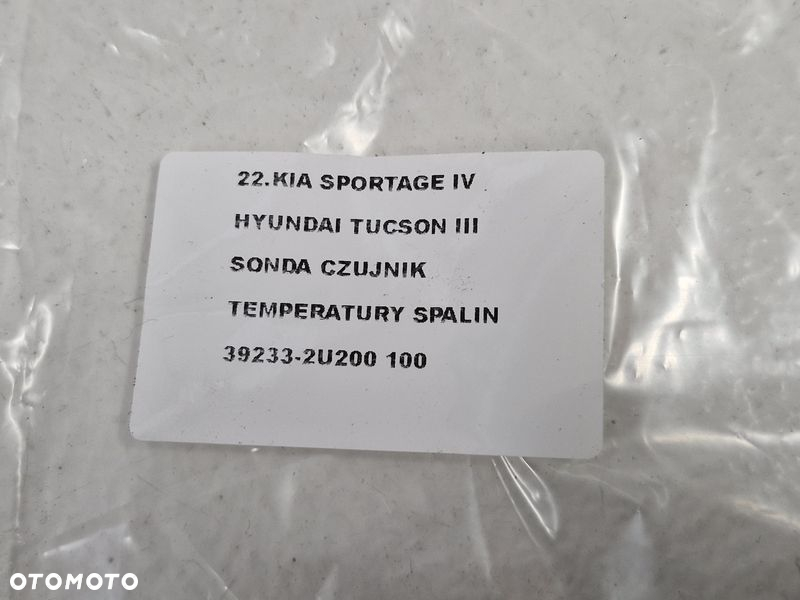 22.KIA SPORTAGE IV
HYUNDAI TUCSON III
SONDA CZUJNIK
TEMPERATURY SPALIN
39233-2U200 100
OTOMOTO